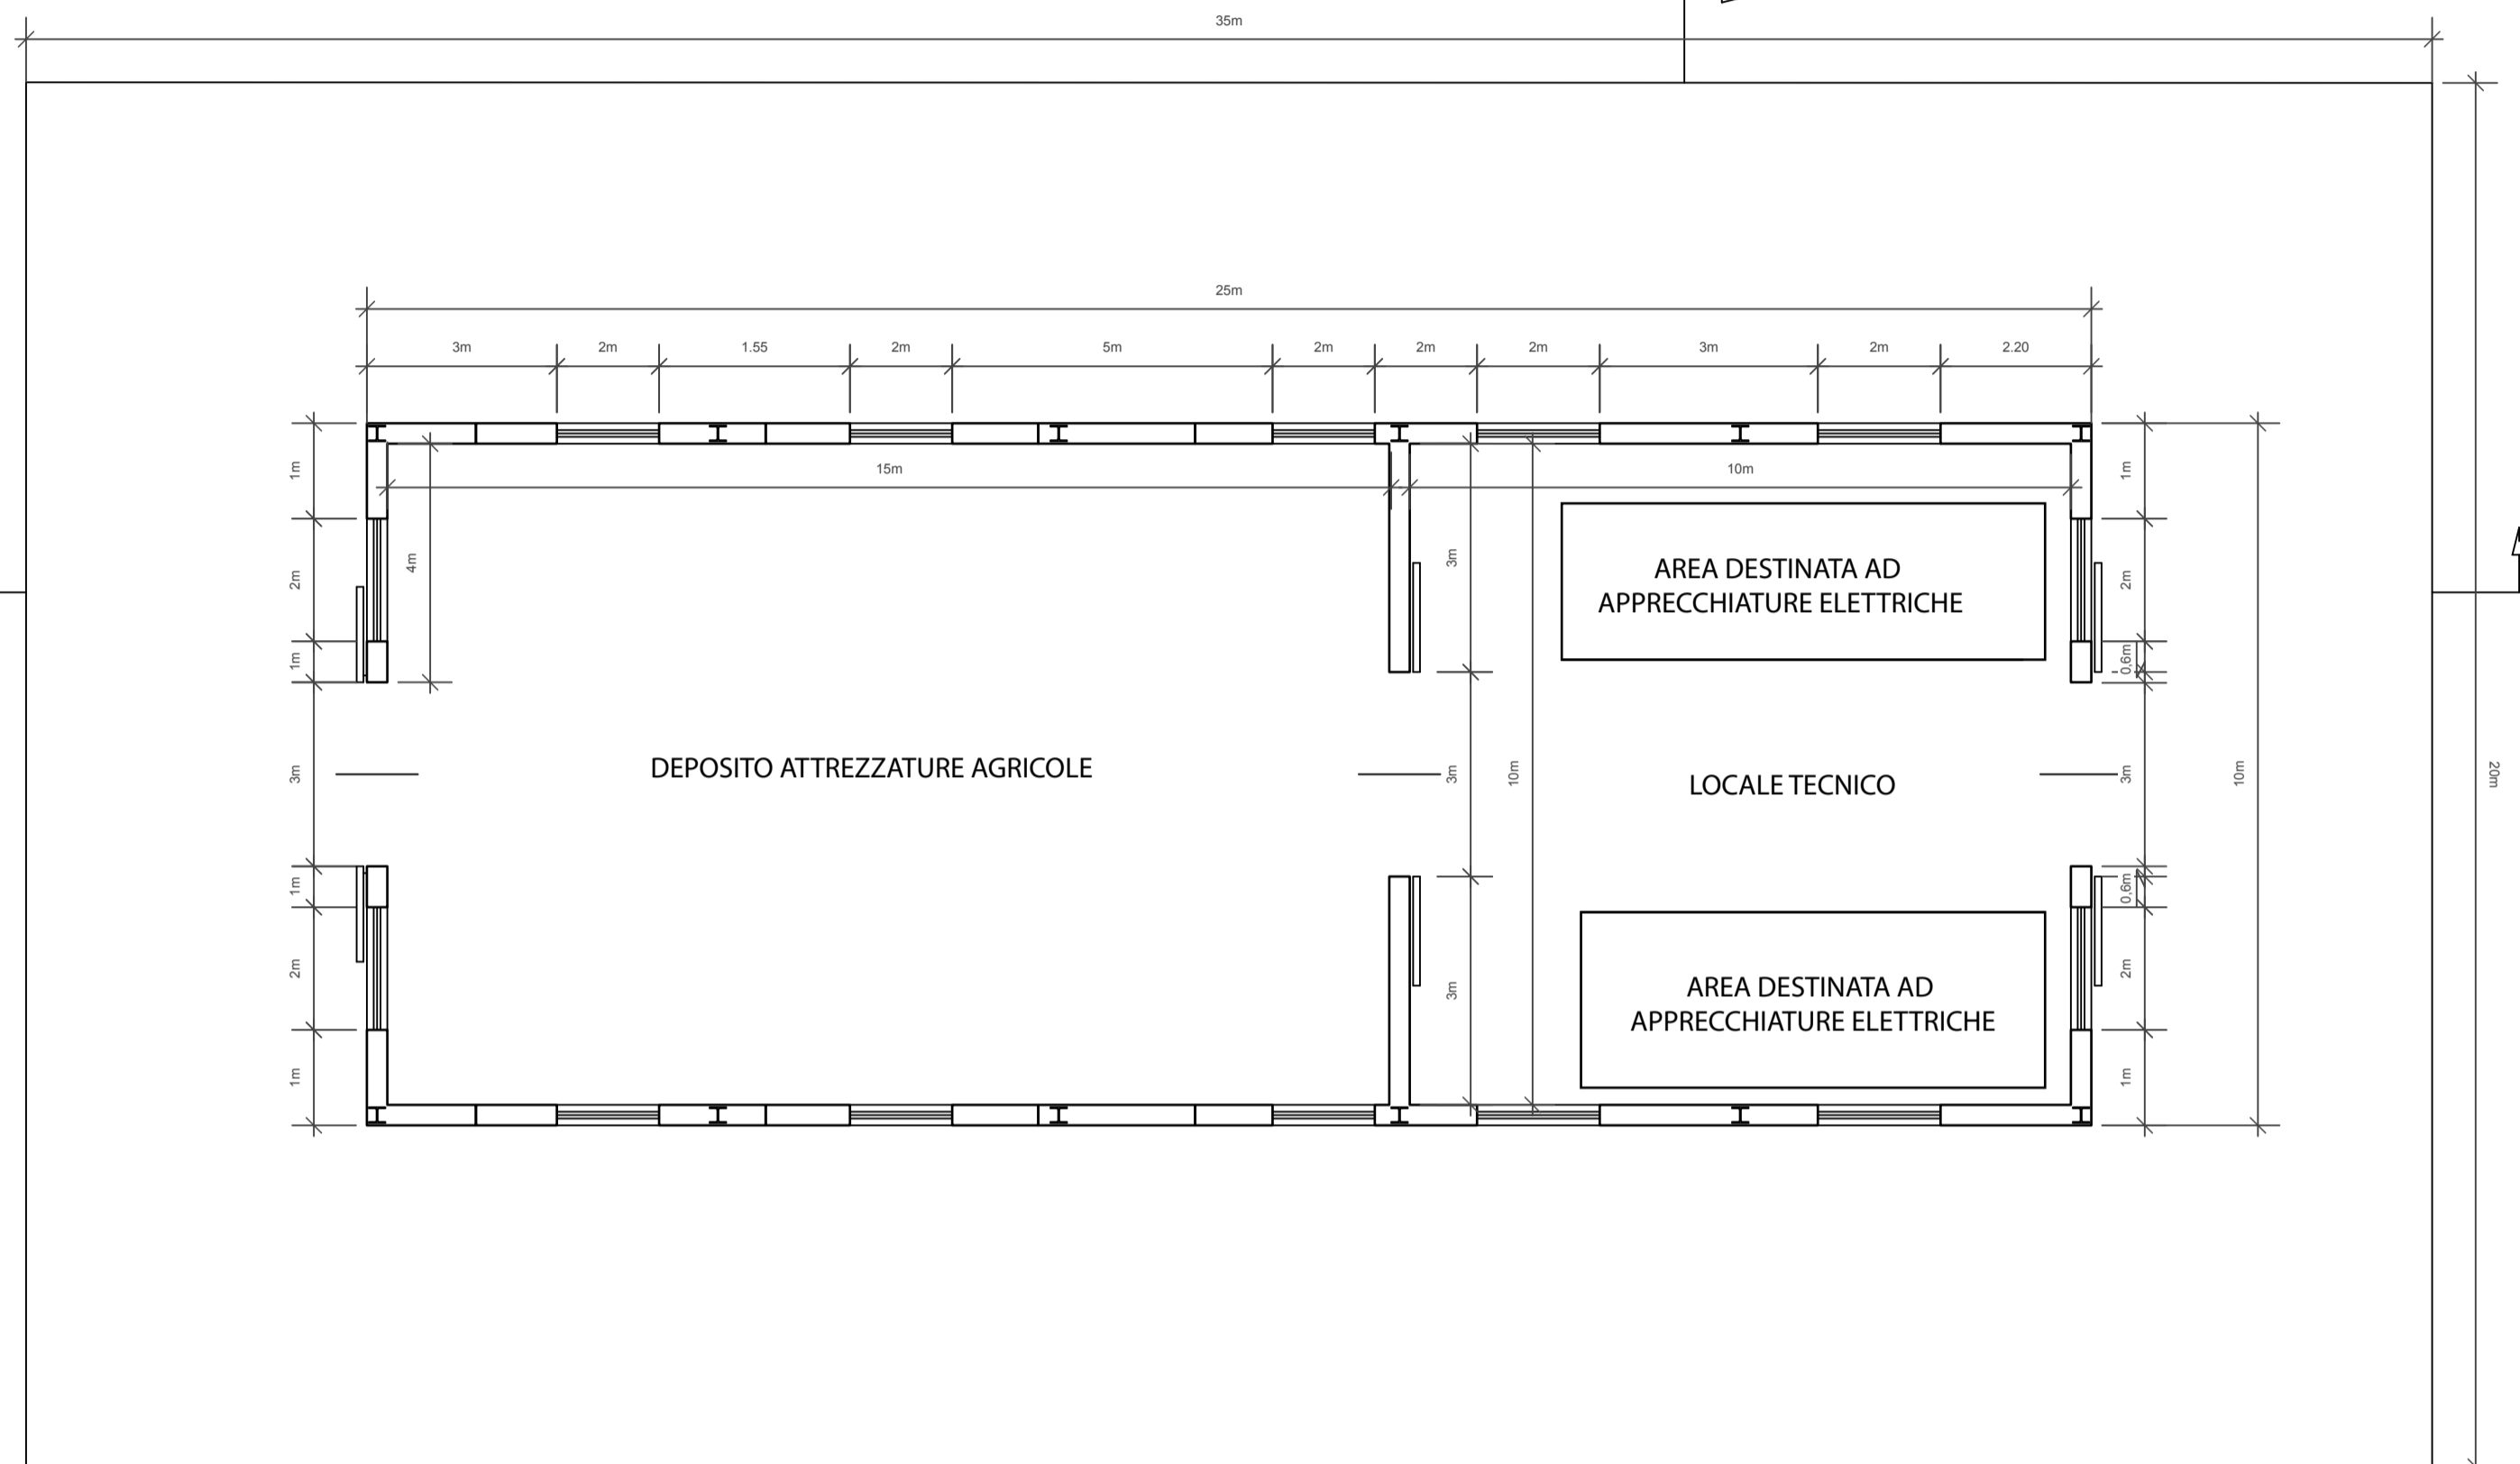 35m
25m
3m 2m 1.55 2m 5m 2m 2m 2m 3m 2m 2.20
15m 10m
1m
2m
1m
3m
1m
2m
1m
4m
3m
3m
3m
10m
1m
2m
0,6m
3m
0,6m
2m
1m
10m
20m
AREA DESTINATA AD
APPRECCHIATURE ELETTRICHE
DEPOSITO ATTREZZATURE AGRICOLE
LOCALE TECNICO
AREA DESTINATA AD
APPRECCHIATURE ELETTRICHE